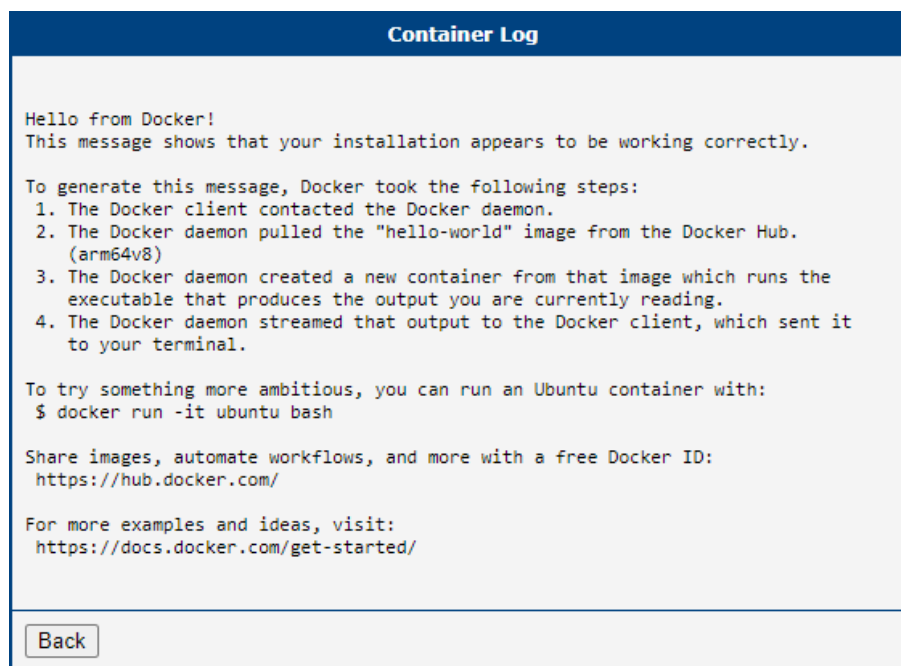 Container Log
Hello from Docker!
This message shows that your installation appears to be working correctly.
To generate this message, Docker took the following steps:
1. The Docker client contacted the Docker daemon.
2. The Docker daemon pulled the "hello-world" image from the Docker Hub.
(arm64v8)
3. The Docker daemon created a new container from that image which runs the
executable that produces the output you are currently reading.
4. The Docker daemon streamed that output to the Docker client, which sent it
to your terminal.
To try something more ambitious, you can run an Ubuntu container with:
$ docker run -it ubuntu bash
Share images, automate workflows, and more with a free Docker ID:
https://hub.docker.com/
For more examples and ideas, visit:
https://docs.docker.com/get-started/
Back